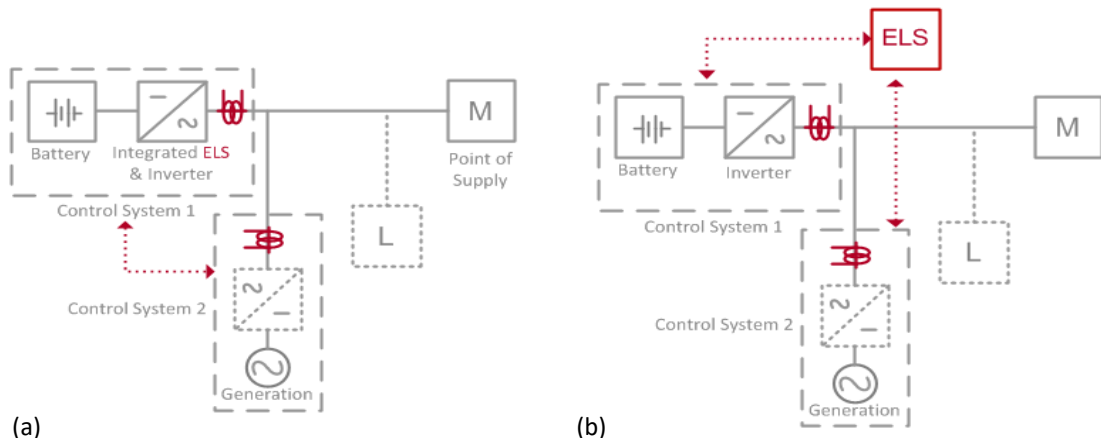 Battery
Integrated ELS
& Inverter
M
Point of
Supply
Control System 1
L
Control System 2
Generation
(a)
ELS
Battery
Inverter
M
Control System 1
L
Control System 2
Generation
(b)